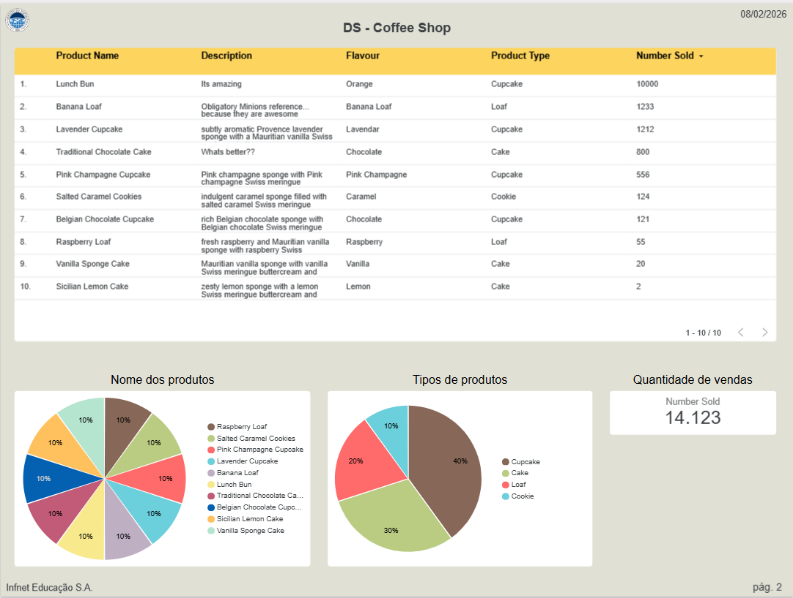 08/02/2026
DS - Coffee Shop
Product Name Description Flavour Product Type Number Sold
1. Lunch Bun Its amazing Orange Cupcake 10000
2. Banana Loaf Obligatory Minions reference... Banana Loaf Loaf 1233
because they are awesome
3. Lavender Cupcake subtly aromatic Provence lavender Lavendar Cupcake 1212
sponge with a Mauritian vanilla Swiss
4. Traditional Chocolate Cake Whats better?? Chocolate Cake 800
5. Pink Champagne Cupcake Pink champagne sponge with Pink Pink Champagne Cupcake 556
champagne Swiss meringue
6. Salted Caramel Cookies indulgent caramel sponge filled with Caramel Cookie 124
salted caramel Swiss meringue
7. Belgian Chocolate Cupcake rich Belgian chocolate sponge with Chocolate Cupcake 121
Belgian chocolate Swiss meringue
8. Raspberry Loaf fresh raspberry and Mauritian vanilla Raspberry Loaf 55
sponge with raspberry Swiss
9. Vanilla Sponge Cake Mauritian vanilla sponge with vanilla Vanilla Cake 20
Swiss meringue buttercream and
10. Sicilian Lemon Cake zesty lemon sponge with a lemon Lemon Cake 2
Swiss meringue buttercream and
1 - 10 / 10
Nome dos produtos
10%
10%
10%
10%
10%
10%
10%
10%
10%
10%
Raspberry Loaf
Salted Caramel Cookies
Pink Champagne Cupcake
Lavender Cupcake
Banana Loaf
Lunch Bun
Traditional Chocolate Ca...
Belgian Chocolate Cupc...
Sicilian Lemon Cake
Vanilla Sponge Cake
Tipos de produtos
10%
20%
40%
30%
Cupcake
Cake
Loaf
Cookie
Quantidade de vendas
Number Sold
14.123
Infnet Educação S.A.
pág. 2